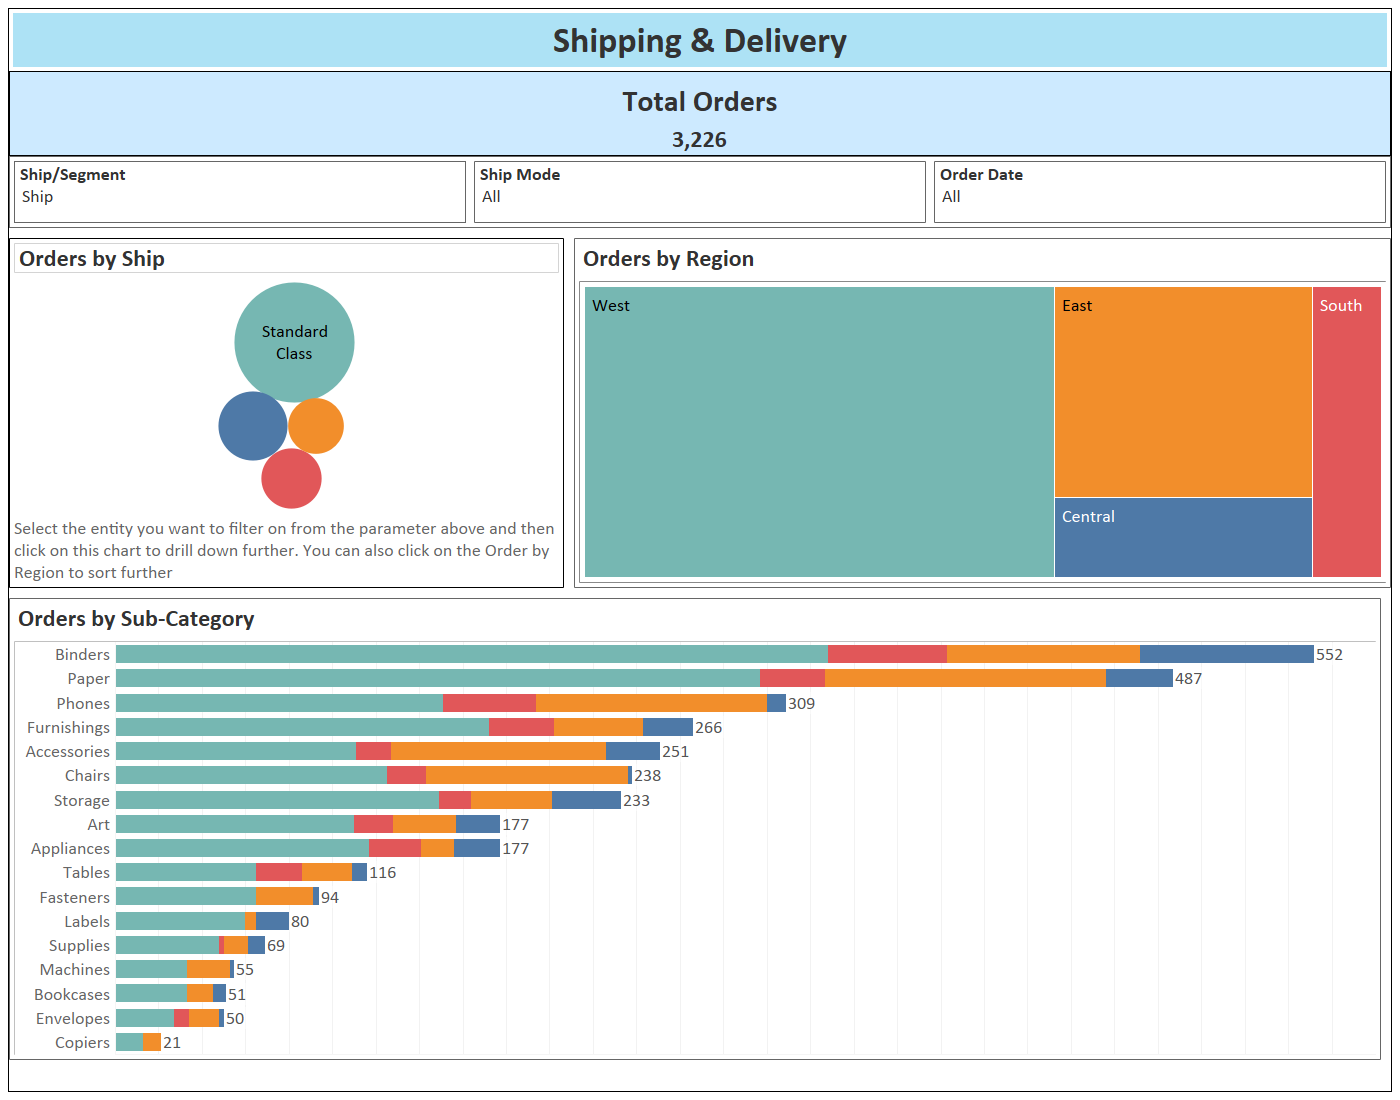 Shipping & Delivery
Total Orders
3,226
Ship/Segment
Ship
Ship Mode
All
Order Date
All
Orders by Ship
Standard
Class
Select the entity you want to filter on from the parameter above and then
click on this chart to drill down further. You can also click on the Order by
Region to sort further
Orders by Region
West
East
South
Central
Orders by Sub-Category
Binders 552
Paper 487
Phones 309
Furnishings 266
Accessories 251
Chairs 238
Storage 233
Art 177
Appliances 177
Tables 116
Fasteners 94
Labels 80
Supplies 69
Machines 55
Bookcases 51
Envelopes 50
Copiers 21